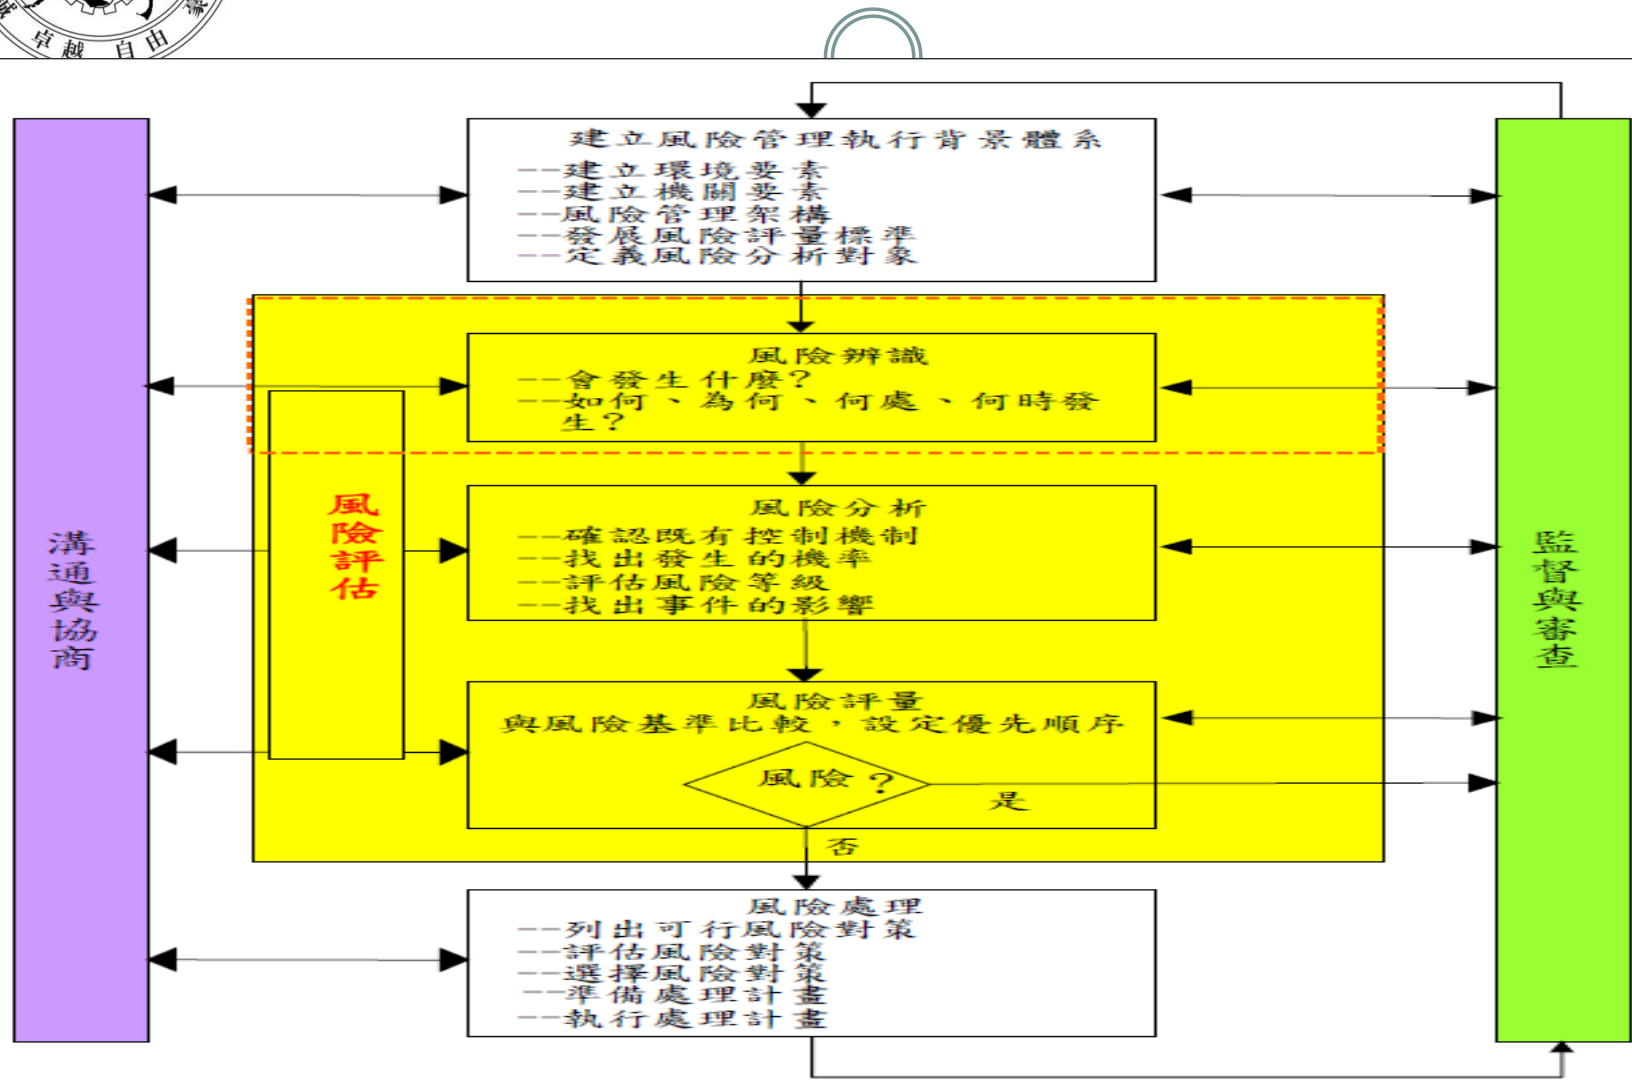 卓越 自由
建立風險管理執行背景體系
--建立環境要素
--建立機關要素
--風險管理架構
--發展風險評量標準
--定義風險分析對象
風險辨識
--會發生什麼?
--如何、為何、何處、何時發
生?
風險評估
風險分析
--確認既有控制機制
--找出發生的機率
--評估風險等級
--找出事件的影響
溝通與協商
監督與審查
風險評量
與風險基準比較，設定優先順序
風險？
是
否
風險處理
--列出可行風險對策
--評估風險對策
--選擇風險對策
--準備處理計畫
--執行處理計畫